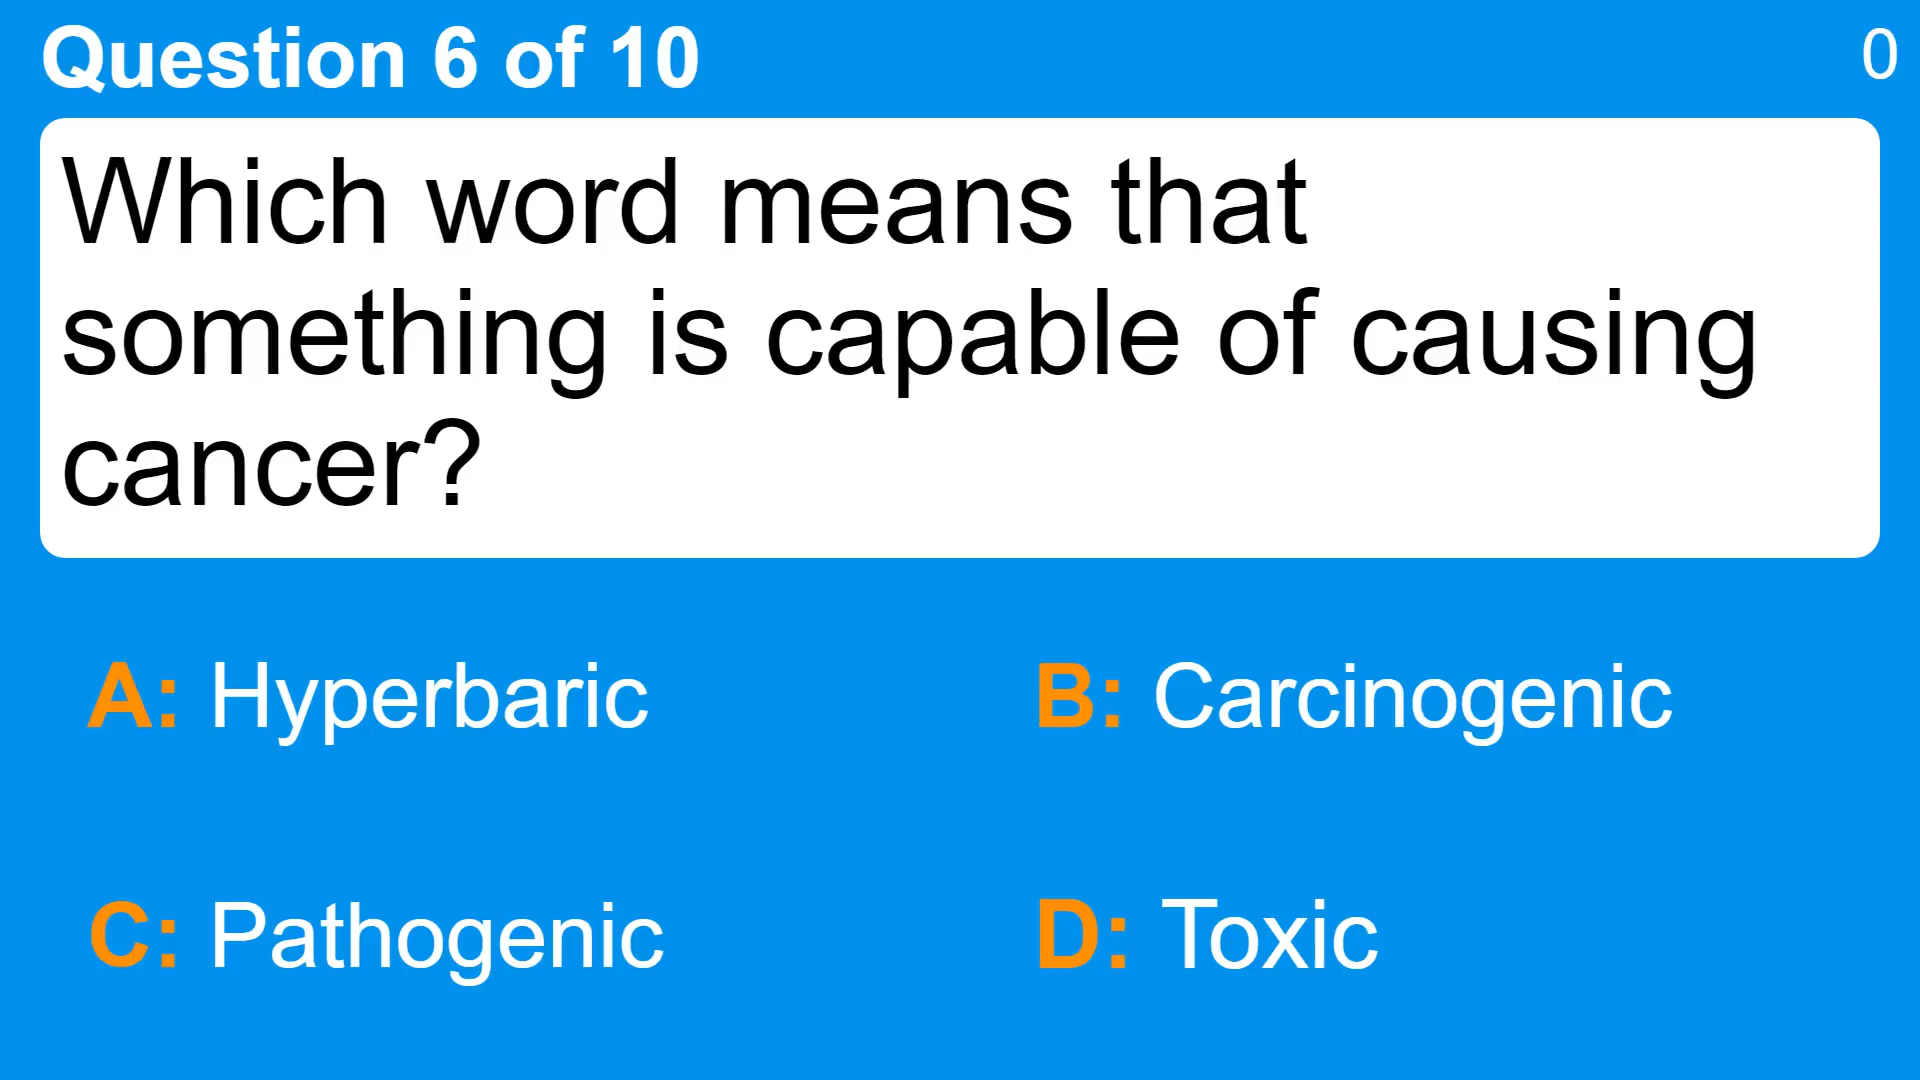 Question 6 of 10
0
Which word means that
something is capable of causing
cancer?
A: Hyperbaric
B: Carcinogenic
C: Pathogenic
D: Toxic